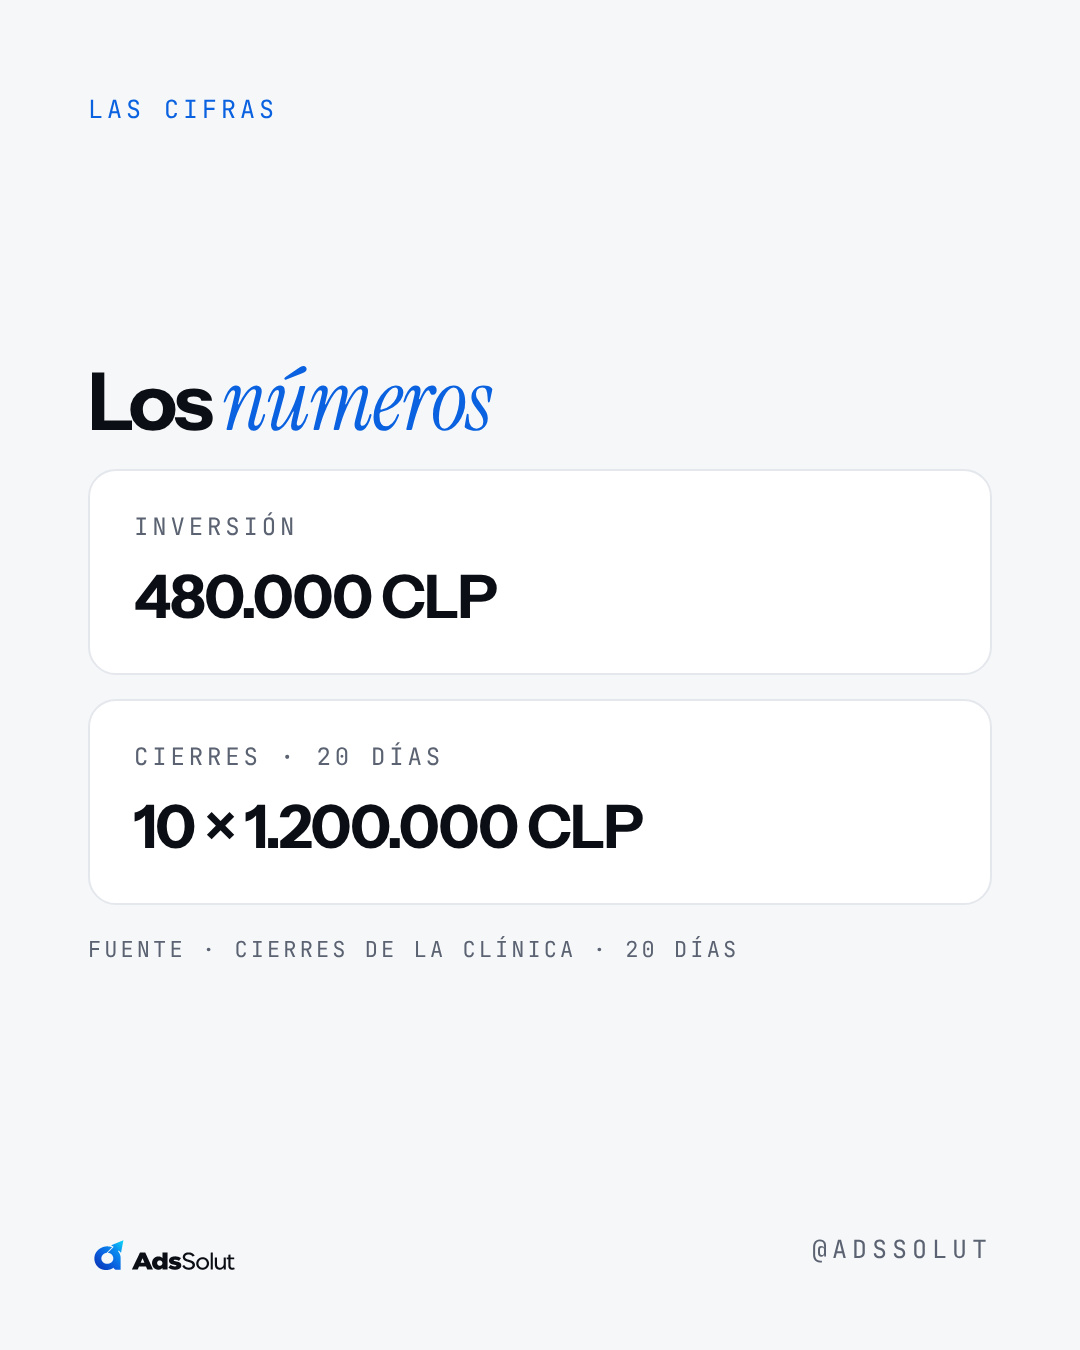 LAS CIFRAS
Los números
INVERSIÓN
480.000 CLP
CIERRES · 20 DÍAS
10 × 1.200.000 CLP
FUENTE · CIERRES DE LA CLÍNICA · 20 DÍAS
AdsSolut
@ADSSOLUT